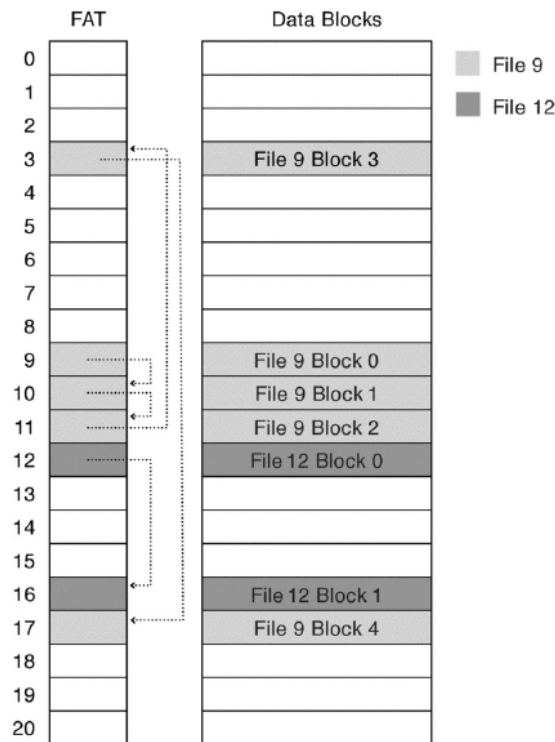 FAT Data Blocks
File 9
File 12
0
1
2
3 File 9 Block 3
4
5
6
7
8
9 File 9 Block 0
10 File 9 Block 1
11 File 9 Block 2
12 File 12 Block 0
13
14
15
16 File 12 Block 1
17 File 9 Block 4
18
19
20